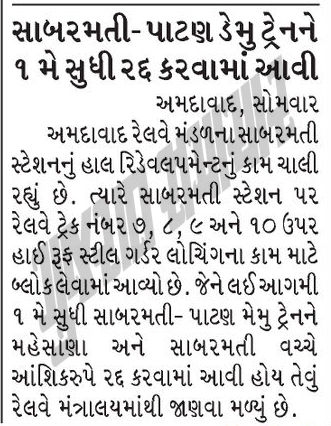 સાબરમતી- પાટણ ડેમુ ટ્રેનને
૧ મે સુધી રદ્દ કરવામાં આવી
અમદાવાદ, સોમવાર
અમદાવાદ રેલવે મંડળના સાબરમતી
સ્ટેશનનું હાલ રિડેવલપમેન્ટનું કામ ચાલી
રહ્યું છે. ત્યારે સાબરમતી સ્ટેશન પર
રેલવે ટ્રેક નંબર ૭, ૮, ૯ અને ૧૦ ઉપર
હાઈ રૂફ સ્ટીલ ગર્ડર લોચિંગના કામ માટે
બ્લોક લેવામાં આવ્યો છે. જેને લઈ આગમી
૧ મે સુધી સાબરમતી- પાટણ મેમુ ટ્રેનને
મહેસાણા અને સાબરમતી વચ્ચે
આંશિકરુપે રદ્દ કરવામાં આવી હોય તેવું
રેલવે મંત્રાલયમાંથી જાણવા મળ્યું છે.